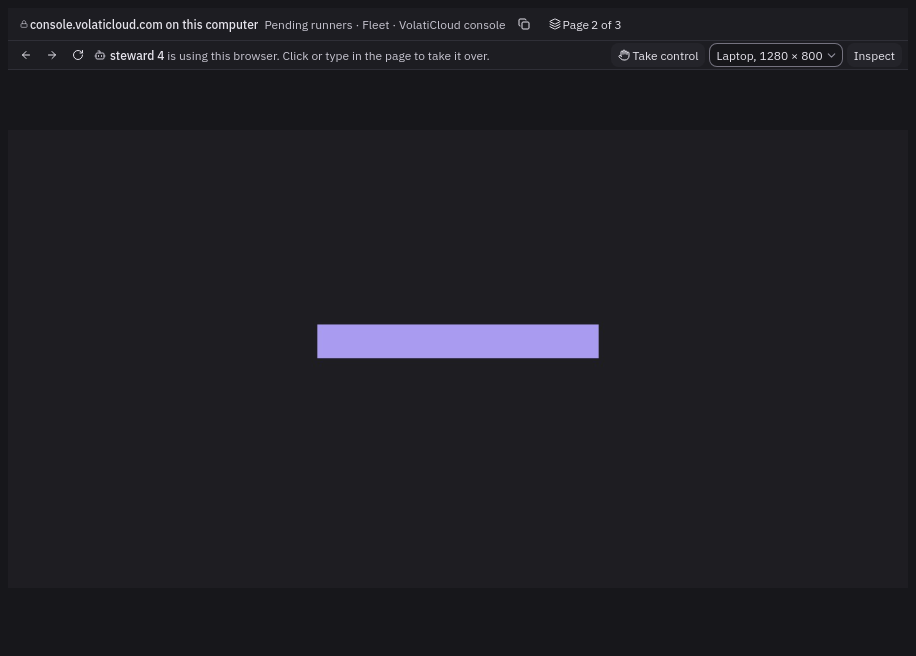 console.volaticloud.com on this computer Pending runners · Fleet · VolatiCloud console Page 2 of 3
steward 4 is using this browser. Click or type in the page to take it over. Take control Laptop, 1280 × 800 Inspect